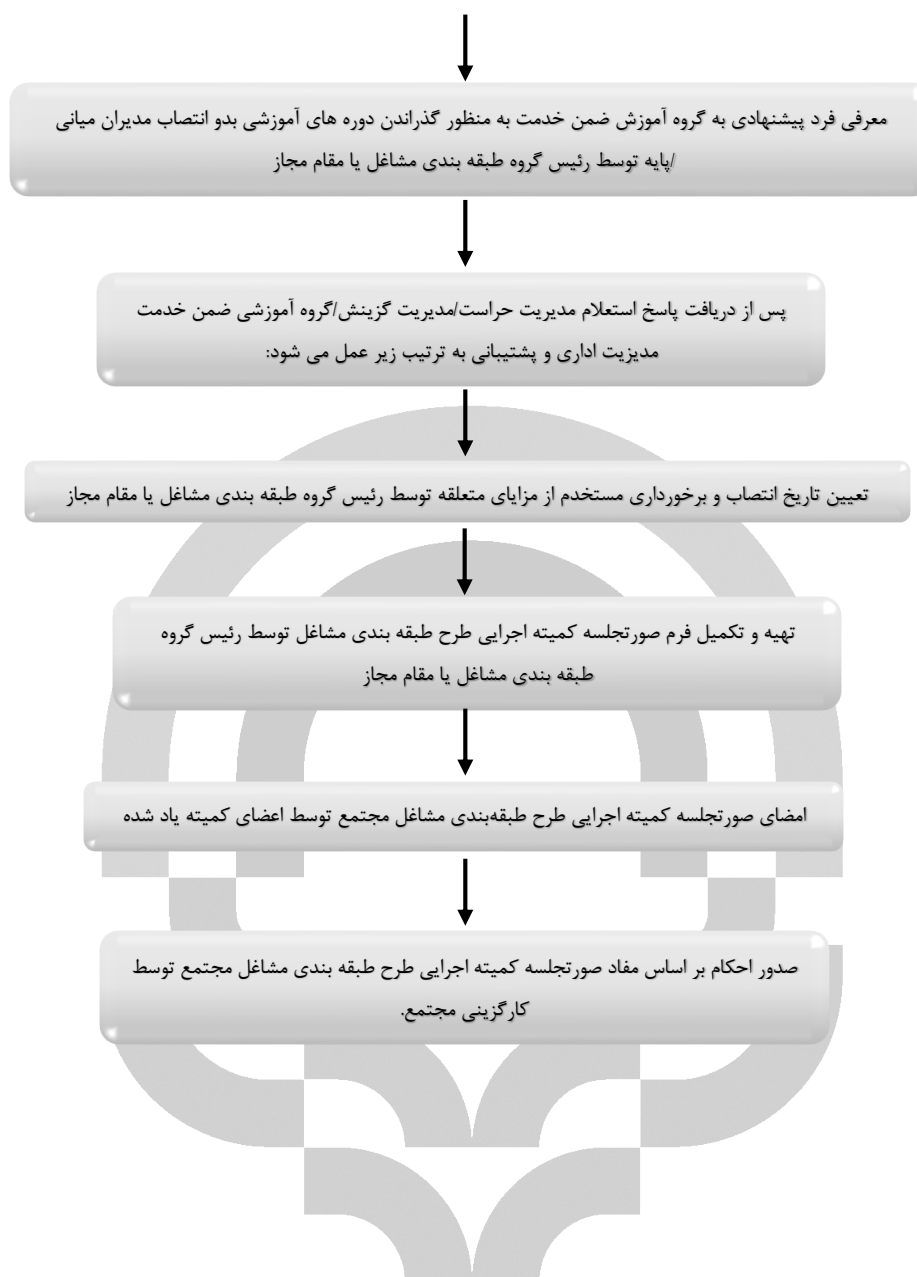 معرفی فرد پیشنهادی به گروه آموزش ضمن خدمت به منظور گذراندن دوره های آموزشی بدو انتصاب مدیران میانی
/پایه توسط رئیس گروه طبقه بندی مشاغل یا مقام مجاز
پس از دریافت پاسخ استعلام مدیریت حراست/مدیریت گزینش/گروه آموزشی ضمن خدمت
مدیزیت اداری و پشتیبانی به ترتیب زیر عمل می شود:
تعیین تاریخ انتصاب و برخورداری مستخدم از مزایای متعلقه توسط رئیس گروه طبقه بندی مشاغل یا مقام مجاز
تهیه و تکمیل فرم صورتجلسه کمیته اجرایی طرح طبقه بندی مشاغل توسط رئیس گروه
طبقه بندی مشاغل یا مقام مجاز
امضای صورتجلسه کمیته اجرایی طرح طبقه‌بندی مشاغل مجتمع توسط اعضای کمیته یاد شده
صدور احکام بر اساس مفاد صورتجلسه کمیته اجرایی طرح طبقه بندی مشاغل مجتمع توسط
کارگزینی مجتمع.